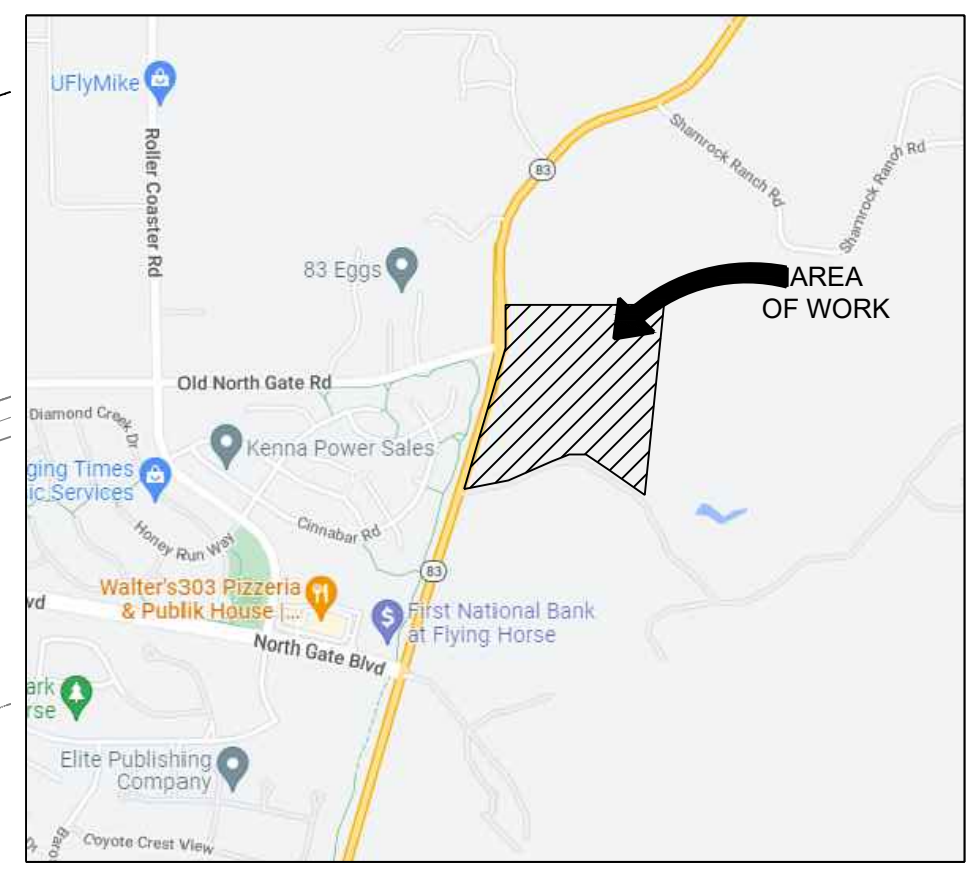 UFlyMike
Roller Coaster Rd
83
Shamrock Ranch Rd
Shamrock Ranch Rd
83 Eggs
AREA
OF WORK
Old North Gate Rd
Diamond Creek Dr
Kenna Power Sales
ging Times
ic Services
Cinnabar Rd
Honey Run Way
83
Walter's303 Pizzeria
& Publik House |...
vd
First National Bank
at Flying Horse
North Gate Blvd
ark
rse
Elite Publishing
Company
Coyote Crest View
Baro